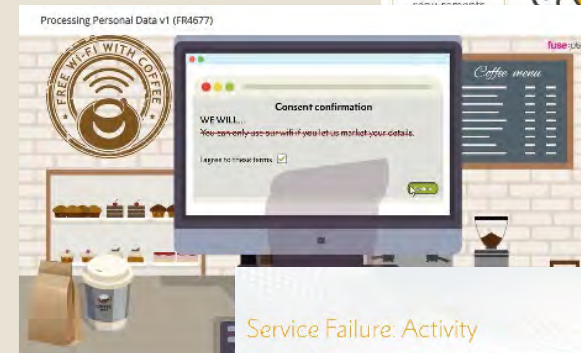 Processing Personal Data v1 (FR4677)
FREE WI-FI WITH COFFEE
fuse
Coffee menu
Consent confirmation
WE WILL...
You can only use our wifi if you let us market your details.
I agree to these terms
Service Failure: Activity